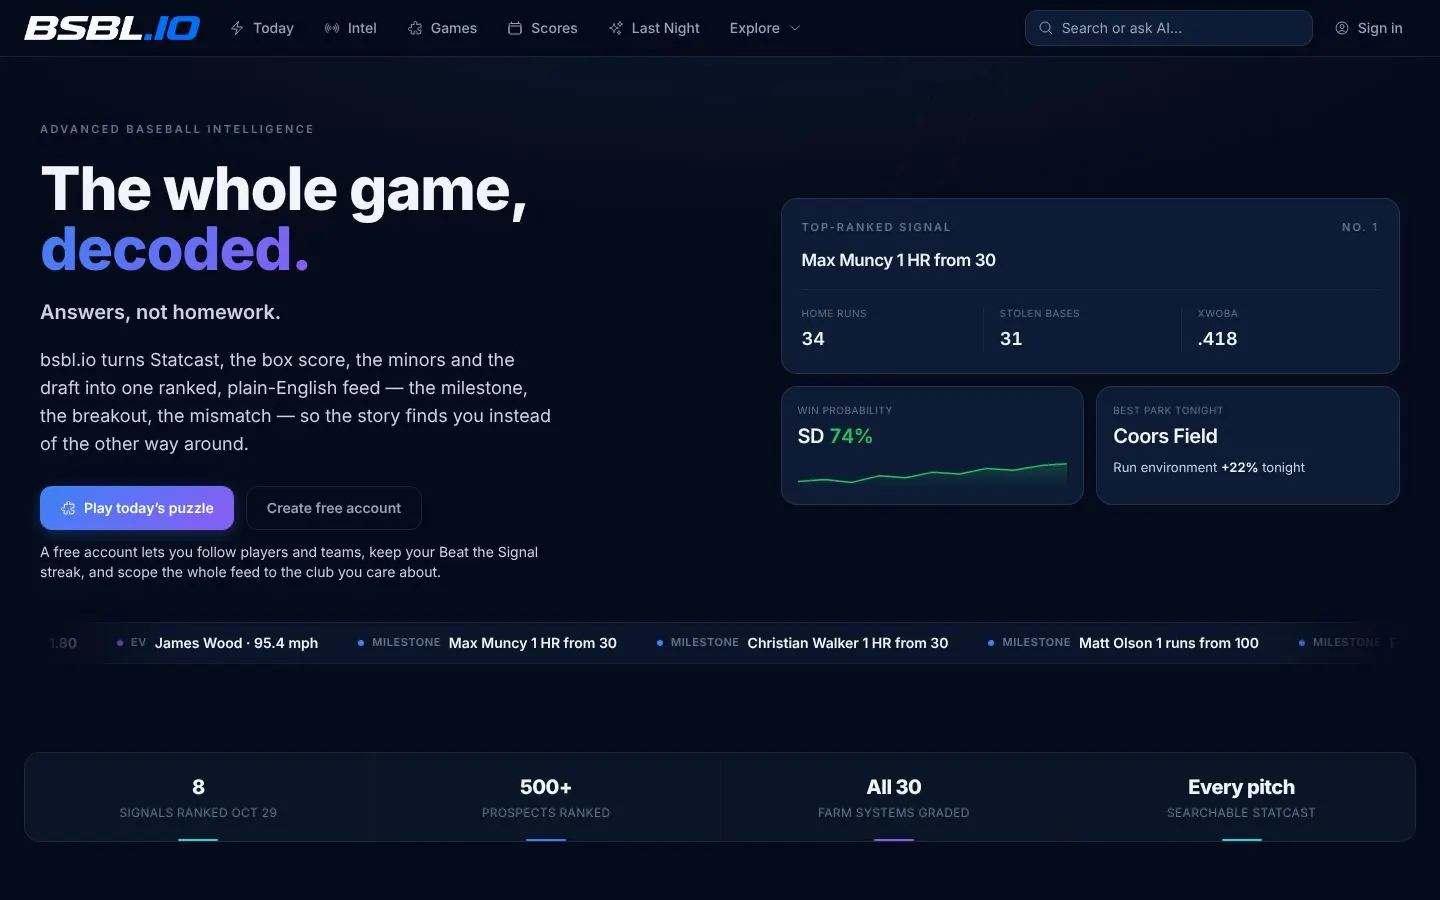 BSBL.IO
Today
Intel
Games
Scores
Last Night
Explore
Search or ask AI...
Sign in
ADVANCED BASEBALL INTELLIGENCE
The whole game,
decoded.
Answers, not homework.
bsbl.io turns Statcast, the box score, the minors and the
draft into one ranked, plain-English feed — the milestone,
the breakout, the mismatch — so the story finds you instead
of the other way around.
Play today’s puzzle
Create free account
A free account lets you follow players and teams, keep your Beat the Signal
streak, and scope the whole feed to the club you care about.
TOP-RANKED SIGNAL
NO. 1
Max Muncy 1 HR from 30
HOME RUNS
34
STOLEN BASES
31
XWOBA
.418
WIN PROBABILITY
SD 74%
BEST PARK TONIGHT
Coors Field
Run environment +22% tonight
1.80
EV James Wood · 95.4 mph
MILESTONE Max Muncy 1 HR from 30
MILESTONE Christian Walker 1 HR from 30
MILESTONE Matt Olson 1 runs from 100
MILESTONE
8
SIGNALS RANKED OCT 29
500+
PROSPECTS RANKED
All 30
FARM SYSTEMS GRADED
Every pitch
SEARCHABLE STATCAST